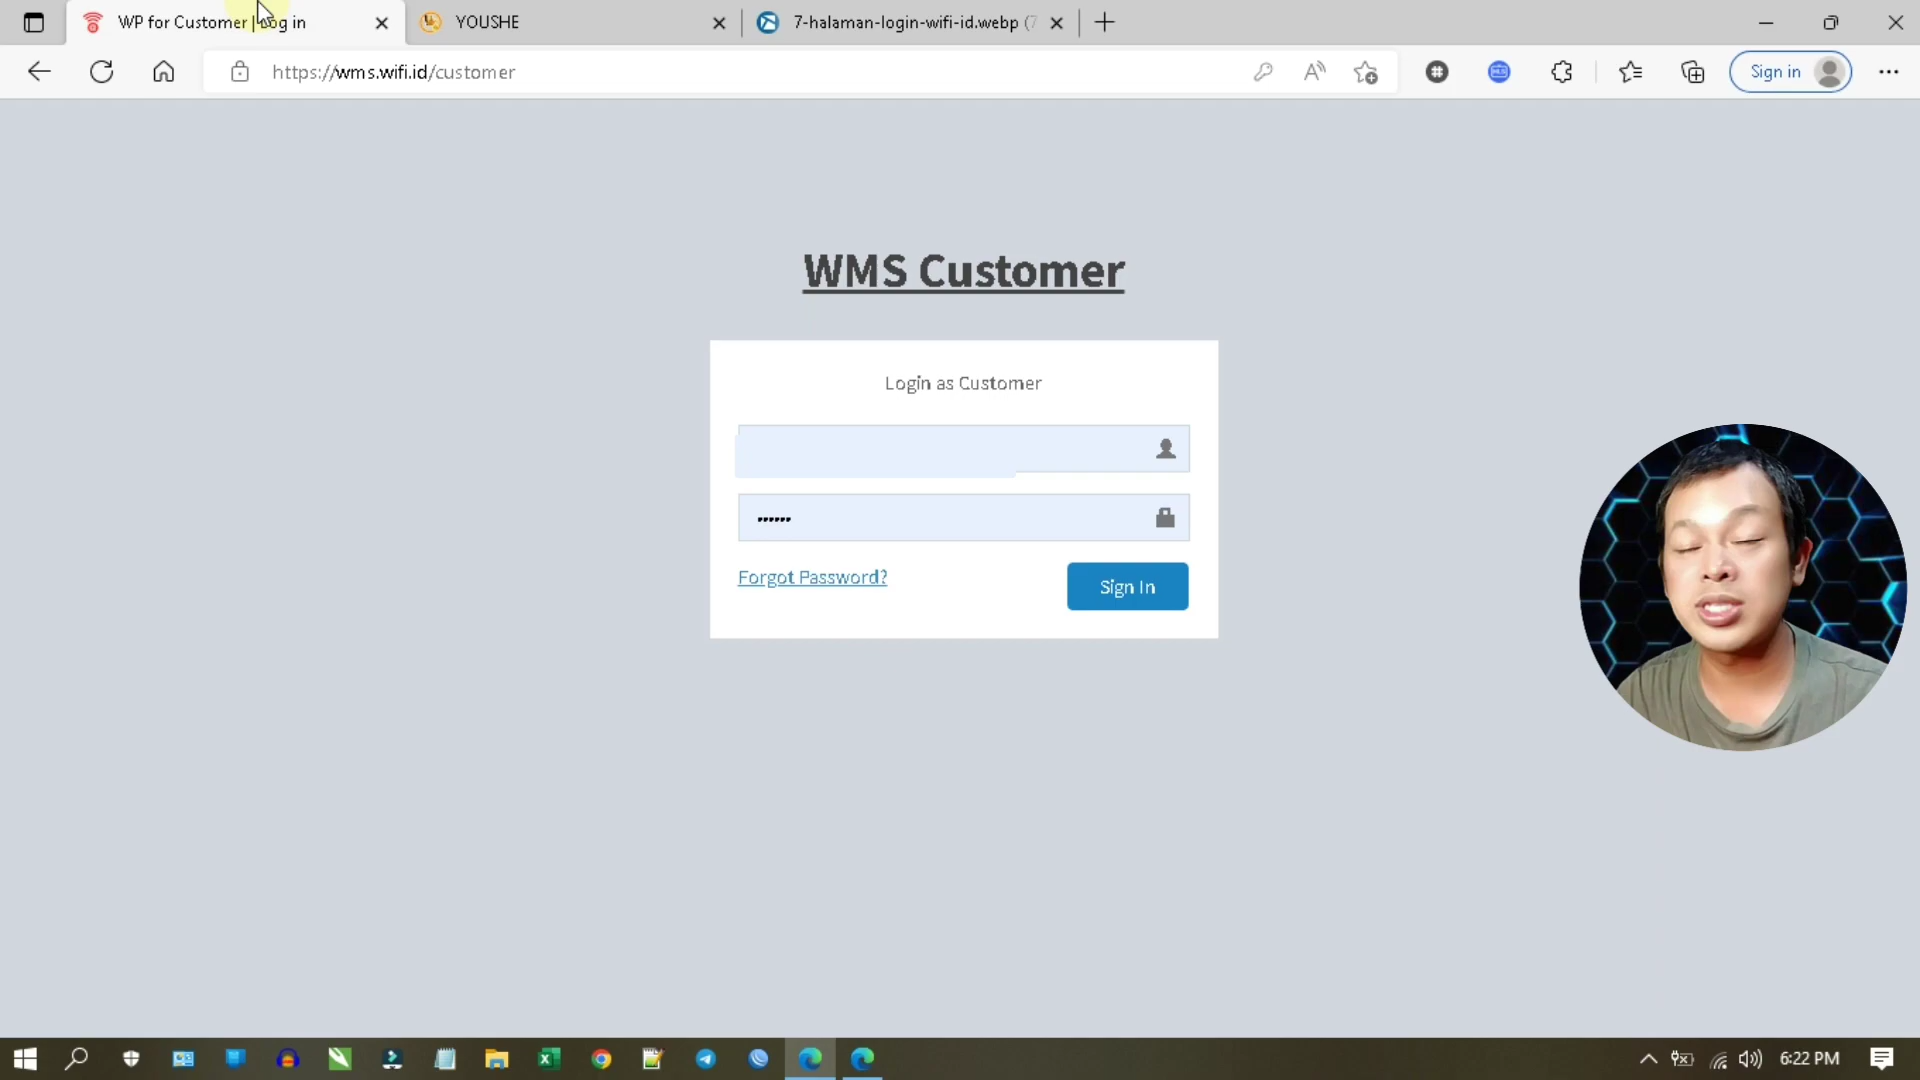 WP for Customer | Log in
YOUSHE
7-halaman-login-wifi-id.webp (7
https://wms.wifi.id/customer
Sign in
WMS Customer
Login as Customer
Forgot Password?
Sign In
6:22 PM